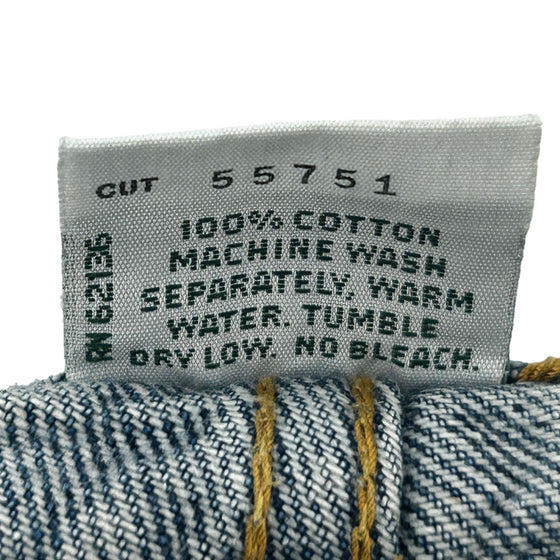 CUT 55751
100% COTTON
MACHINE WASH
SEPARATELY, WARM
WATER. TUMBLE
DRY LOW. NO BLEACH.
RN 62136